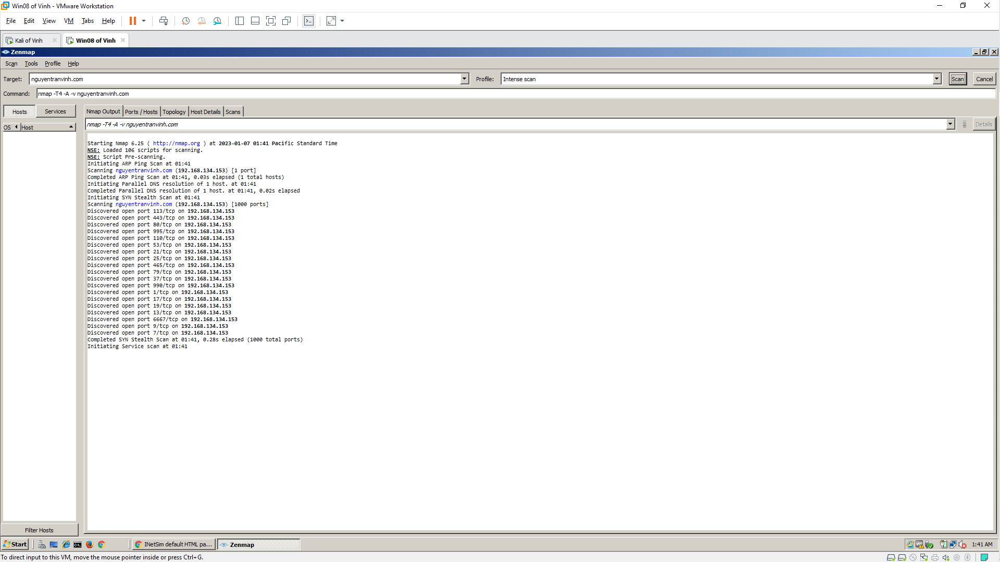 Win08 of Vinh - VMware Workstation
File Edit View VM Tabs Help
Kali of Vinh Win08 of Vinh
Zenmap
Scan Tools Profile Help
Target: nguyentranvinh.com Profile: Intense scan Scan Cancel
Command: nmap -T4 -A -v nguyentranvinh.com
Hosts Services Nmap Output Ports / Hosts Topology Host Details Scans
OS Host nmap -T4 -A -v nguyentranvinh.com Details
Starting Nmap 6.25 ( http://nmap.org ) at 2023-01-07 01:41 Pacific Standard Time
NSE: Loaded 106 scripts for scanning.
NSE: Script Pre-scanning.
Initiating ARP Ping Scan at 01:41
Scanning nguyentranvinh.com (192.168.134.153) [1 port]
Completed ARP Ping Scan at 01:41, 0.03s elapsed (1 total hosts)
Initiating Parallel DNS resolution of 1 host. at 01:41
Completed Parallel DNS resolution of 1 host. at 01:41, 0.02s elapsed
Initiating SYN Stealth Scan at 01:41
Scanning nguyentranvinh.com (192.168.134.153) [1000 ports]
Discovered open port 113/tcp on 192.168.134.153
Discovered open port 443/tcp on 192.168.134.153
Discovered open port 80/tcp on 192.168.134.153
Discovered open port 995/tcp on 192.168.134.153
Discovered open port 110/tcp on 192.168.134.153
Discovered open port 53/tcp on 192.168.134.153
Discovered open port 21/tcp on 192.168.134.153
Discovered open port 25/tcp on 192.168.134.153
Discovered open port 465/tcp on 192.168.134.153
Discovered open port 79/tcp on 192.168.134.153
Discovered open port 37/tcp on 192.168.134.153
Discovered open port 990/tcp on 192.168.134.153
Discovered open port 1/tcp on 192.168.134.153
Discovered open port 17/tcp on 192.168.134.153
Discovered open port 19/tcp on 192.168.134.153
Discovered open port 13/tcp on 192.168.134.153
Discovered open port 6667/tcp on 192.168.134.153
Discovered open port 9/tcp on 192.168.134.153
Discovered open port 7/tcp on 192.168.134.153
Completed SYN Stealth Scan at 01:41, 0.28s elapsed (1000 total ports)
Initiating Service scan at 01:41
Filter Hosts
Start INetSim default HTML pa... Zenmap 1:41 AM
To direct input to this VM, move the mouse pointer inside or press Ctrl+G.